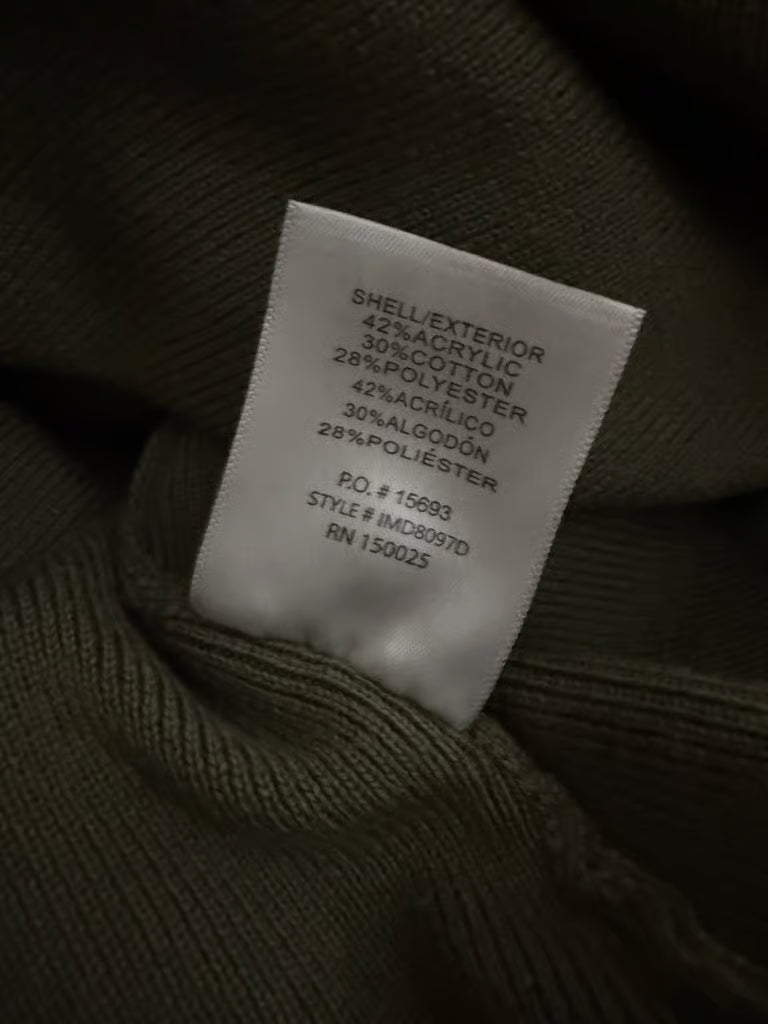 SHELL/EXTERIOR
42%ACRYLIC
30%COTTON
28%POLYESTER
42%ACRÍLICO
30%ALGODÓN
28%POLIÉSTER
P.O. # 15693
STYLE # IMD8097D
RN 150025